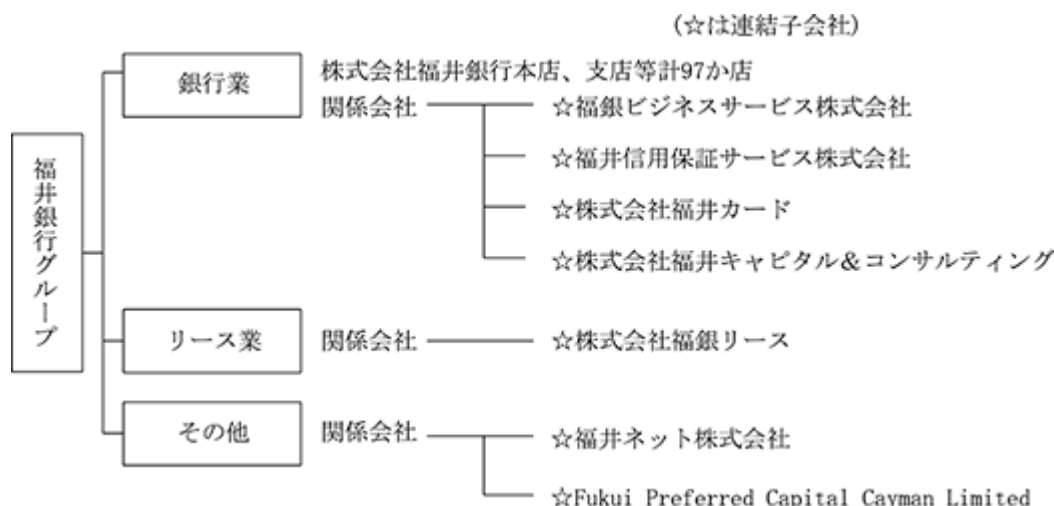 (☆は連結子会社)
福井銀行グループ
銀行業
株式会社福井銀行本店、支店等計97か店
関係会社
☆福銀ビジネスサービス株式会社
☆福井信用保証サービス株式会社
☆株式会社福井カード
☆株式会社福井キャピタル＆コンサルティング
リース業
関係会社
☆株式会社福銀リース
その他
関係会社
☆福井ネット株式会社
☆Fukui Preferred Capital Cayman Limited